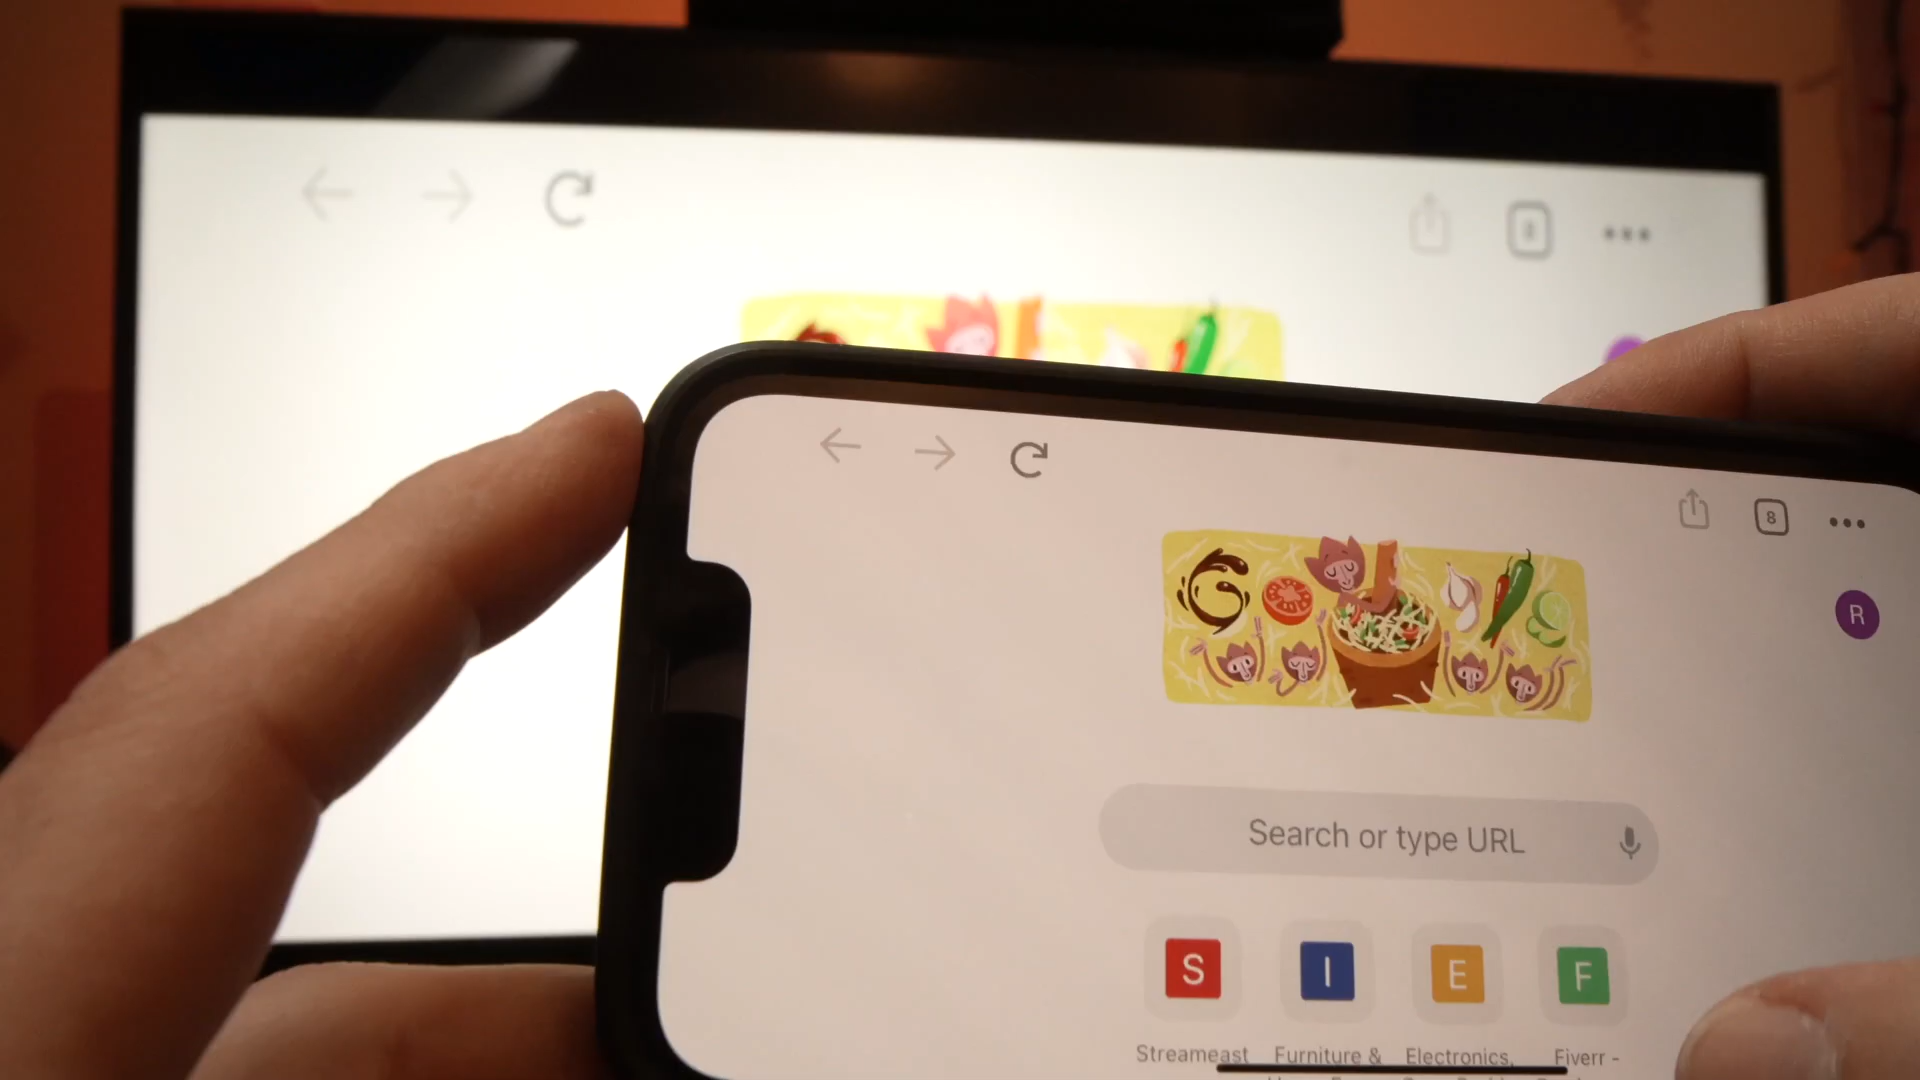 8
R
Search or type URL
S I E F
Streameast Furniture & Electronics, Fiverr -